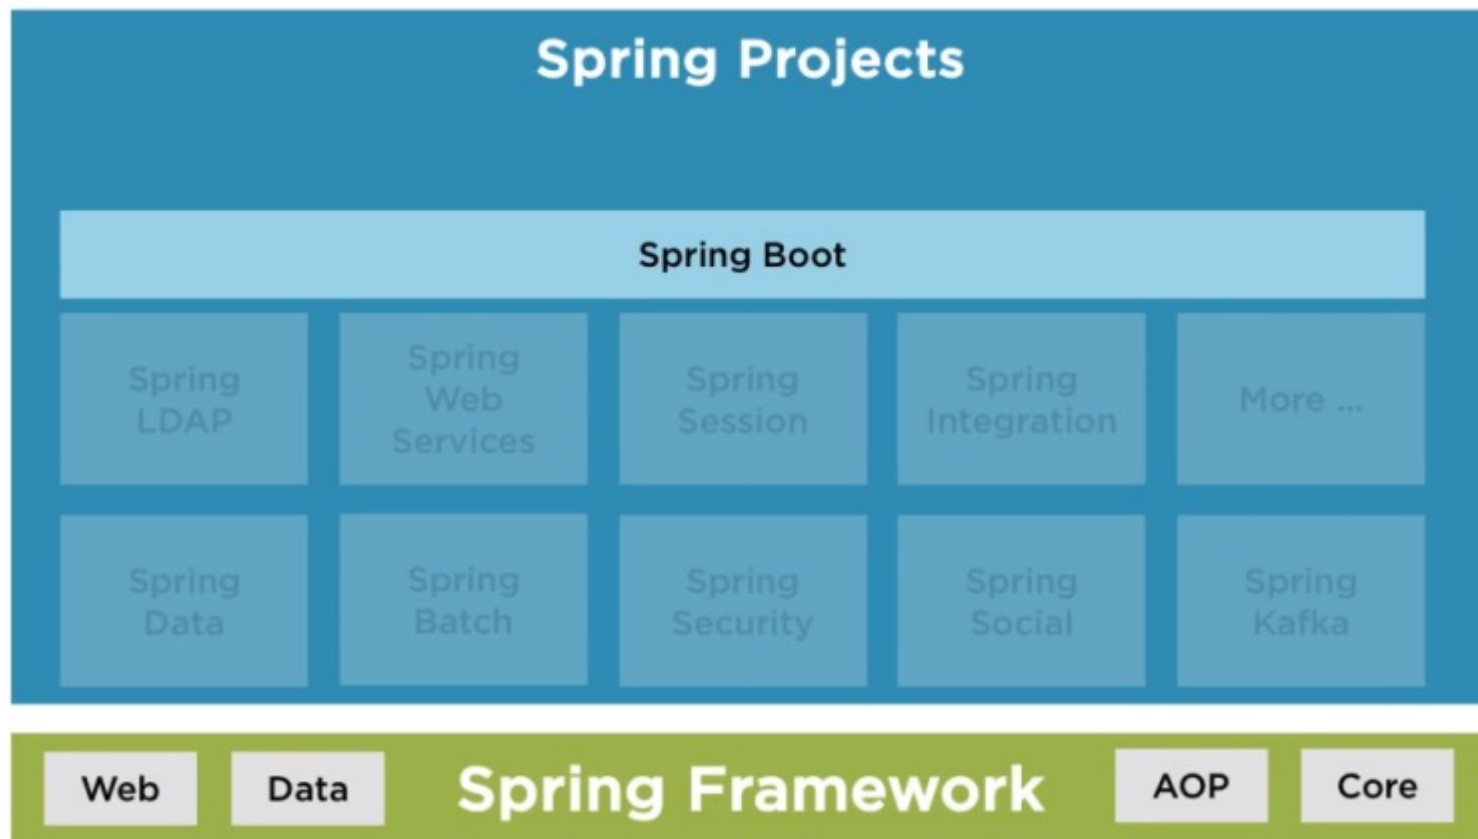 Spring Projects
Spring Boot
Spring
LDAP
Spring
Web
Services
Spring
Session
Spring
Integration
More ...
Spring
Data
Spring
Batch
Spring
Security
Spring
Social
Spring
Kafka
Web
Data
Spring Framework
AOP
Core